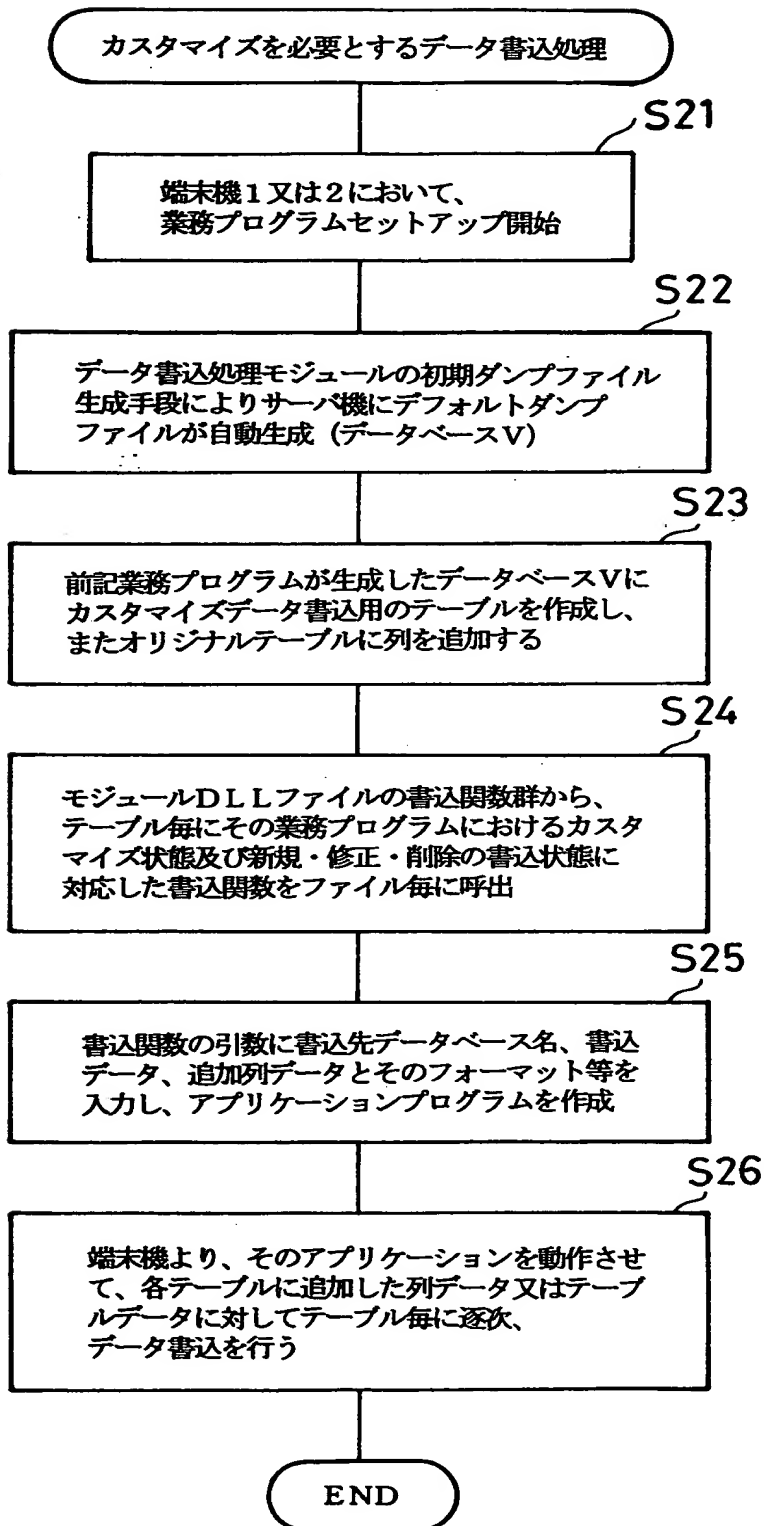 カスタマイズを必要とするデータ書込処理
S21
端末機1又は2において、
業務プログラムセットアップ開始
S22
データ書込処理モジュールの初期ダンプファイル
生成手段によりサーバ機にデフォルトダンプ
ファイルが自動生成（データベースV）
S23
前記業務プログラムが生成したデータベースVに
カスタマイズデータ書込用のテーブルを作成し、
またオリジナルテーブルに列を追加する
S24
モジュールDLLファイルの書込関数群から、
テーブル毎にその業務プログラムにおけるカスタ
マイズ状態及び新規・修正・削除の書込状態に
対応した書込関数をファイル毎に呼出
S25
書込関数の引数に書込先データベース名、書込
データ、追加列データとそのフォーマット等を
入力し、アプリケーションプログラムを作成
S26
端末機より、そのアプリケーションを動作させ
て、各テーブルに追加した列データ又はテーブ
ルデータに対してテーブル毎に逐次、
データ書込を行う
END